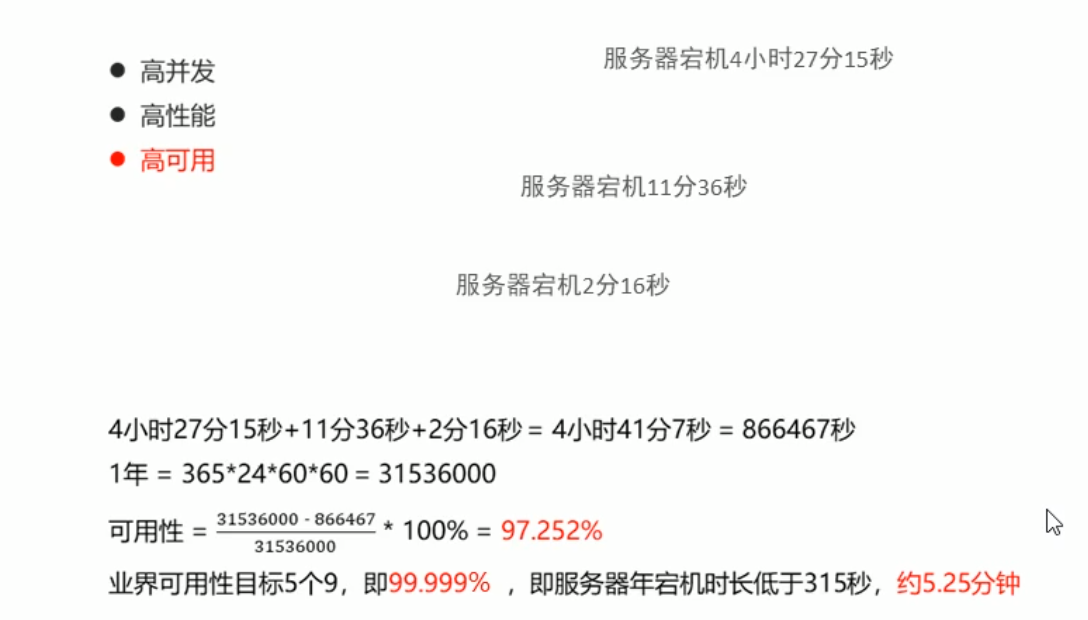 高并发
高性能
高可用
服务器宕机4小时27分15秒
服务器宕机11分36秒
服务器宕机2分16秒
4小时27分15秒+11分36秒+2分16秒 = 4小时41分7秒 = 866467秒
1年 = 365*24*60*60 = 31536000
可用性 = (31536000 - 866467) / 31536000 * 100% = 97.252%
业界可用性目标5个9，即99.999% ，即服务器年宕机时长低于315秒，约5.25分钟